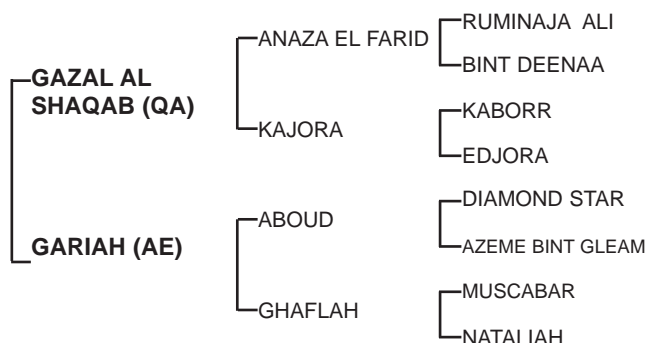 GAZAL AL
SHAQAB (QA)
GARIAH (AE)
ANAZA EL FARID
KAJORA
ABOUD
GHAFLAH
RUMINAJA ALI
BINT DEENAA
KABORR
EDJORA
DIAMOND STAR
AZEME BINT GLEAM
MUSCABAR
NATALIAH